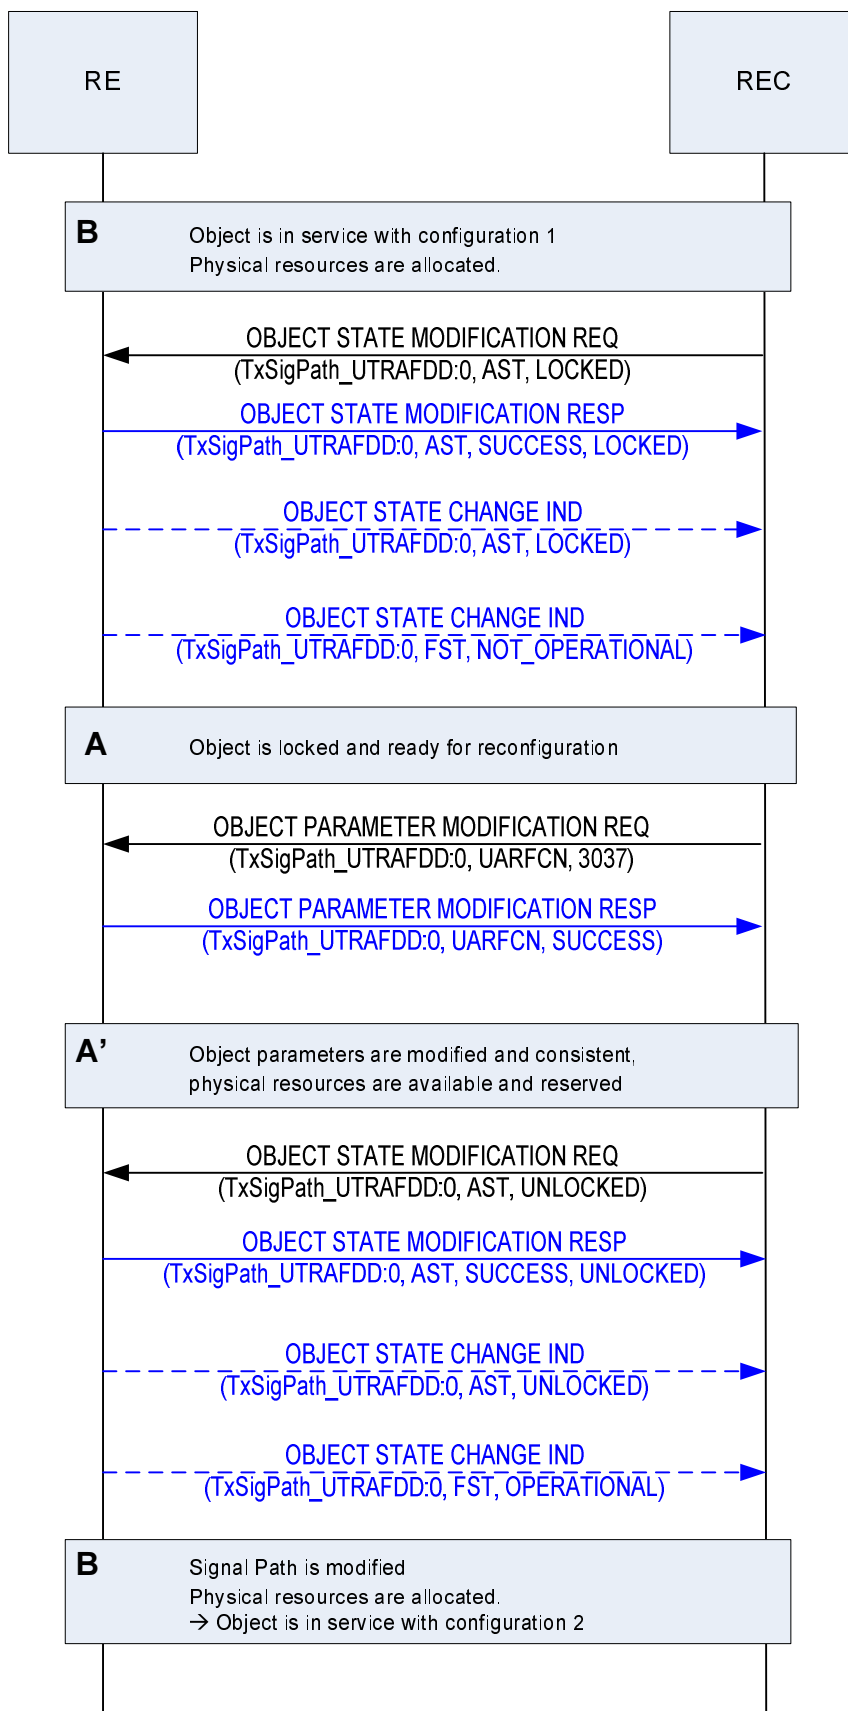 RE
REC
B
Object is in service with configuration 1
Physical resources are allocated.
OBJECT STATE MODIFICATION REQ
(TxSigPath_UTRAFDD:0, AST, LOCKED)
OBJECT STATE MODIFICATION RESP
(TxSigPath_UTRAFDD:0, AST, SUCCESS, LOCKED)
OBJECT STATE CHANGE IND
(TxSigPath_UTRAFDD:0, AST, LOCKED)
OBJECT STATE CHANGE IND
(TxSigPath_UTRAFDD:0, FST, NOT_OPERATIONAL)
A
Object is locked and ready for reconfiguration
OBJECT PARAMETER MODIFICATION REQ
(TxSigPath_UTRAFDD:0, UARFCN, 3037)
OBJECT PARAMETER MODIFICATION RESP
(TxSigPath_UTRAFDD:0, UARFCN, SUCCESS)
A’
Object parameters are modified and consistent,
physical resources are available and reserved
OBJECT STATE MODIFICATION REQ
(TxSigPath_UTRAFDD:0, AST, UNLOCKED)
OBJECT STATE MODIFICATION RESP
(TxSigPath_UTRAFDD:0, AST, SUCCESS, UNLOCKED)
OBJECT STATE CHANGE IND
(TxSigPath_UTRAFDD:0, AST, UNLOCKED)
OBJECT STATE CHANGE IND
(TxSigPath_UTRAFDD:0, FST, OPERATIONAL)
B
Signal Path is modified
Physical resources are allocated.
→ Object is in service with configuration 2